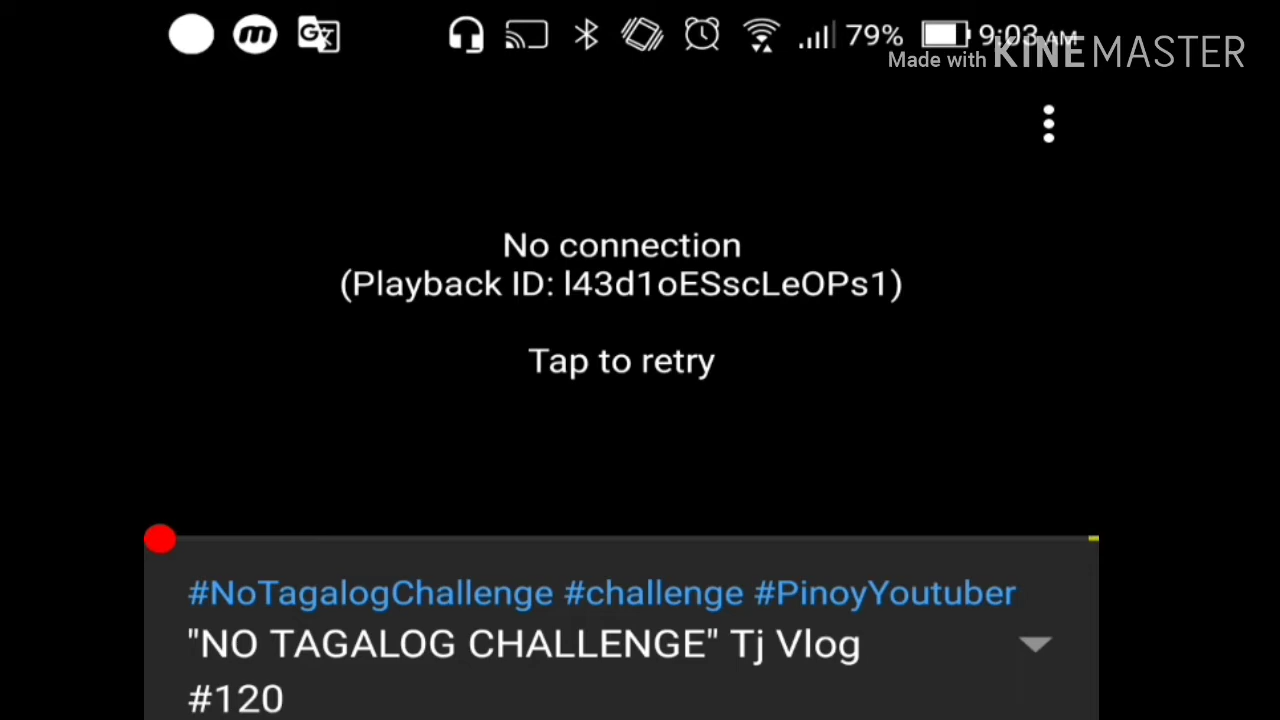 79% 9:03 AM
Made with KINEMASTER
No connection
(Playback ID: l43d1oESscLeOPs1)
Tap to retry
#NoTagalogChallenge #challenge #PinoyYoutuber
"NO TAGALOG CHALLENGE" Tj Vlog
#120